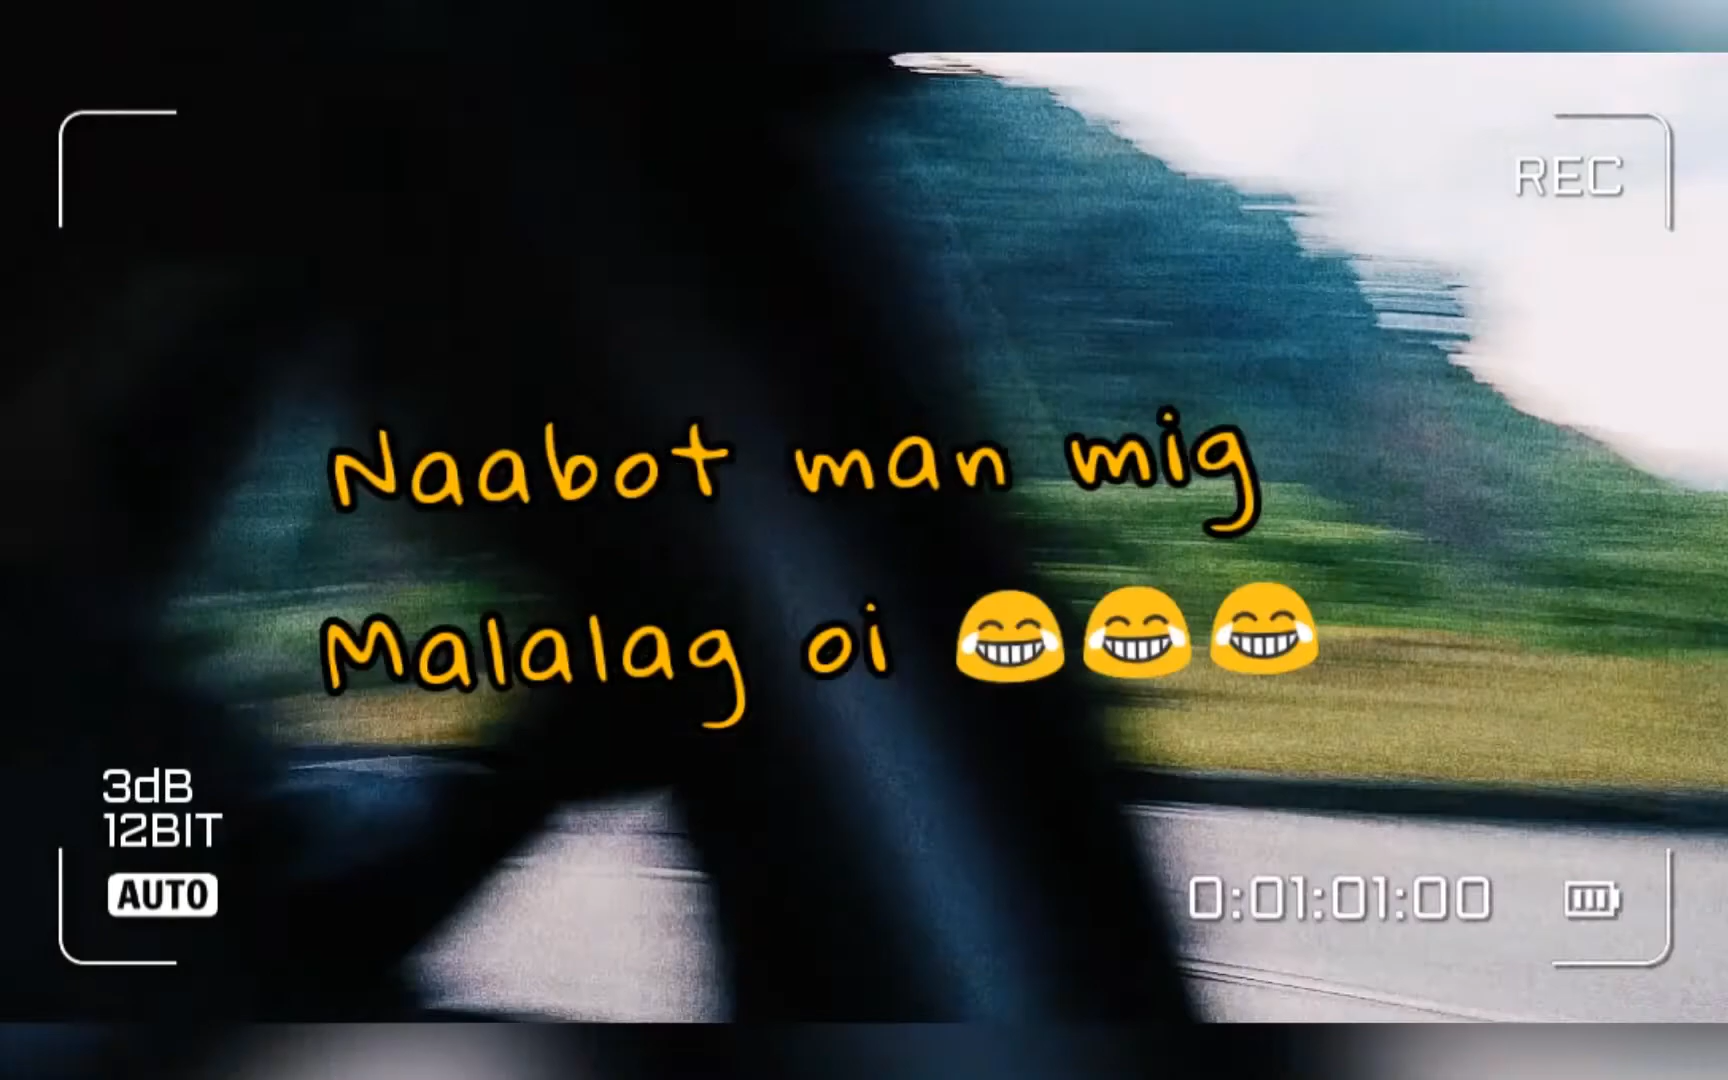 REC
Naabot man mig
Malalag oi 😂😂😂
3dB
12BIT
AUTO
0:01:01:00